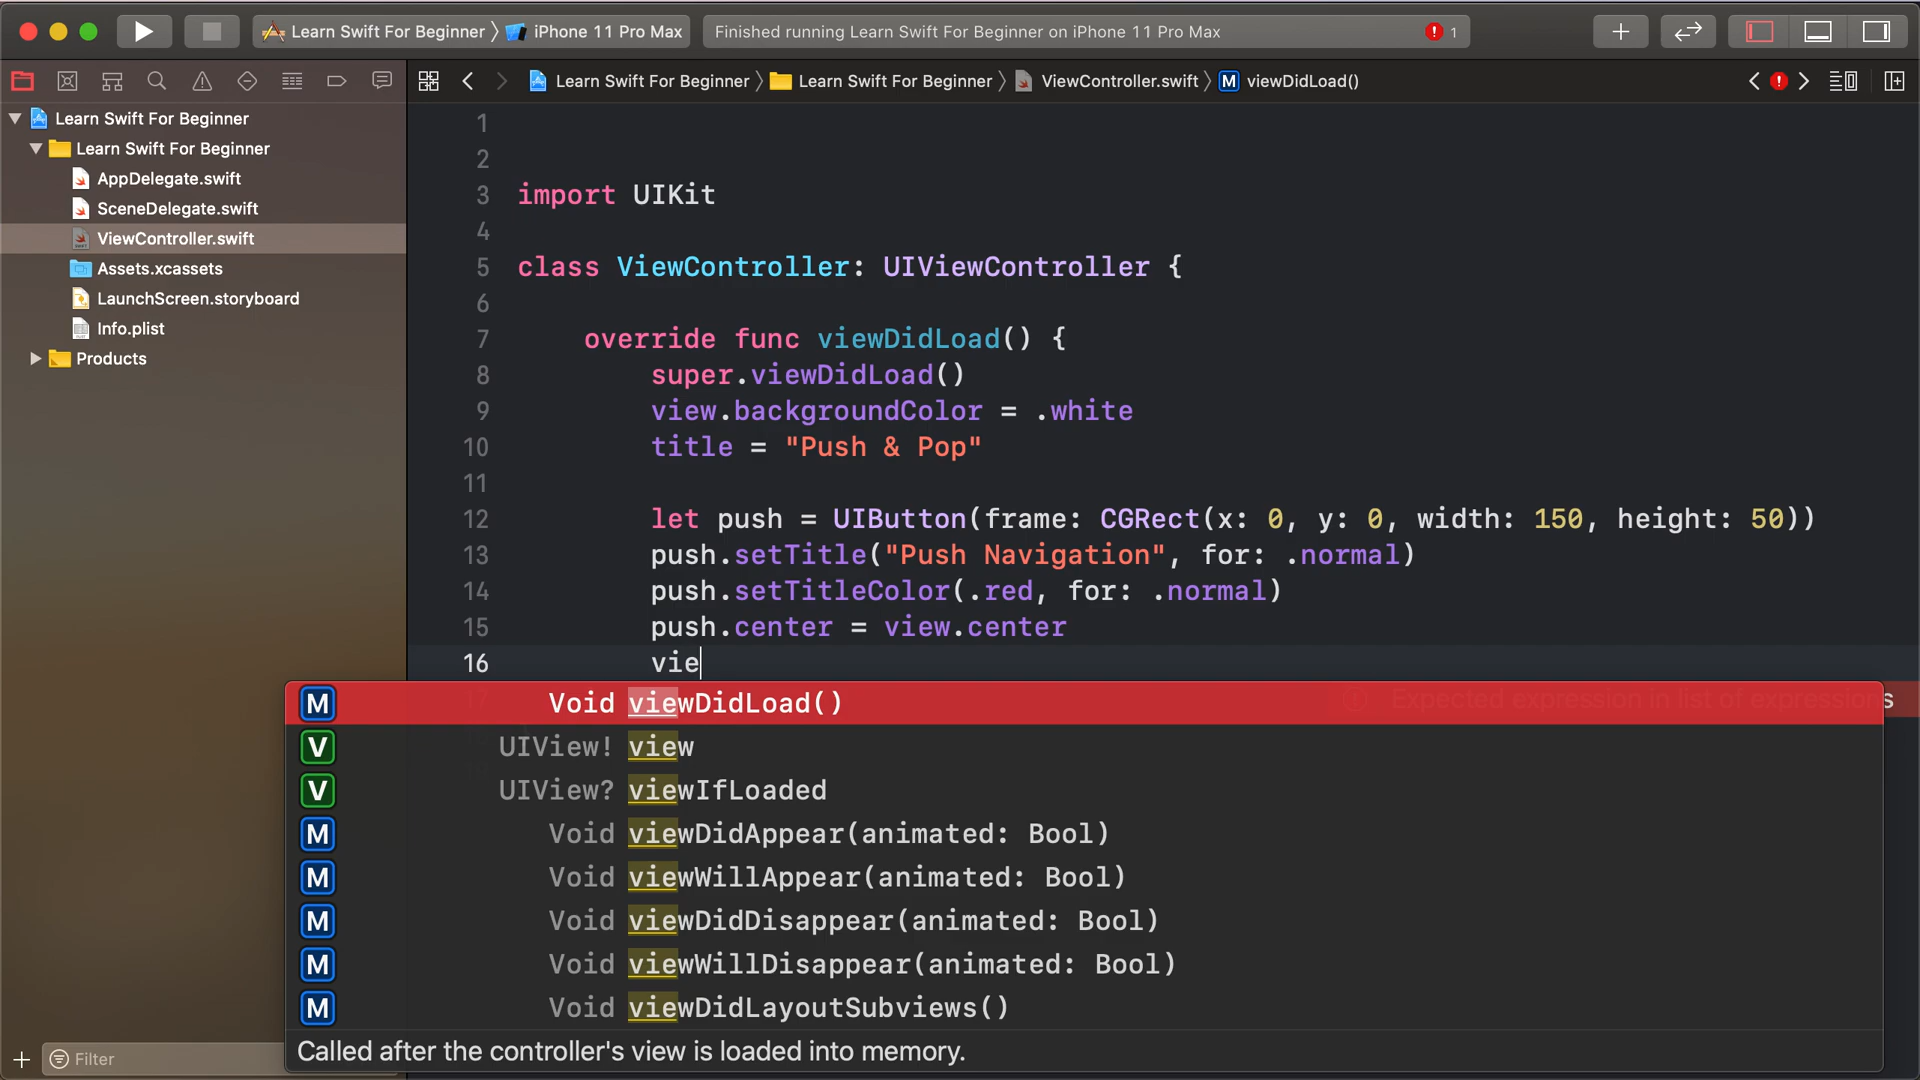 Learn Swift For Beginner 〉 iPhone 11 Pro Max
Finished running Learn Swift For Beginner on iPhone 11 Pro Max
1
Learn Swift For Beginner 〉 Learn Swift For Beginner 〉 ViewController.swift 〉 M viewDidLoad()
Learn Swift For Beginner
Learn Swift For Beginner
AppDelegate.swift
SceneDelegate.swift
ViewController.swift
Assets.xcassets
LaunchScreen.storyboard
Info.plist
Products
Filter
1
2
3 import UIKit
4
5 class ViewController: UIViewController {
6
7 override func viewDidLoad() {
8 super.viewDidLoad()
9 view.backgroundColor = .white
10 title = "Push & Pop"
11
12 let push = UIButton(frame: CGRect(x: 0, y: 0, width: 150, height: 50))
13 push.setTitle("Push Navigation", for: .normal)
14 push.setTitleColor(.red, for: .normal)
15 push.center = view.center
16 vie
17 Expected expression in list of expressions
M Void viewDidLoad()
V UIView! view
V UIView? viewIfLoaded
M Void viewDidAppear(animated: Bool)
M Void viewWillAppear(animated: Bool)
M Void viewDidDisappear(animated: Bool)
M Void viewWillDisappear(animated: Bool)
M Void viewDidLayoutSubviews()
Called after the controller's view is loaded into memory.